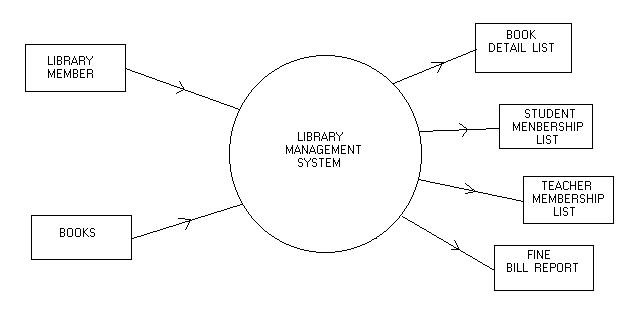 LIBRARY
MEMBER
BOOKS
LIBRARY
MANAGEMENT
SYSTEM
BOOK
DETAIL LIST
STUDENT
MENBERSHIP
LIST
TEACHER
MEMBERSHIP
LIST
FINE
BILL REPORT